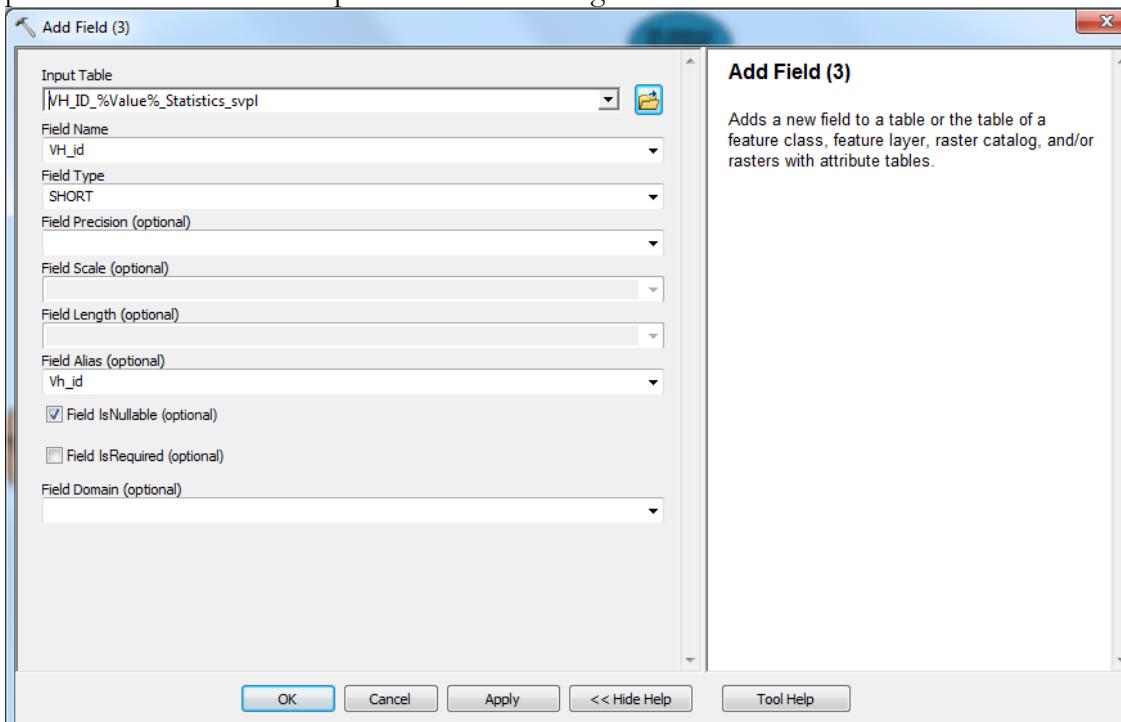 Add Field (3)
Input Table
VH_ID_%Value%_Statistics_svpl
Field Name
VH_id
Field Type
SHORT
Field Precision (optional)
Field Scale (optional)
Field Length (optional)
Field Alias (optional)
Vh_id
Field IsNullable (optional)
Field IsRequired (optional)
Field Domain (optional)
OK
Cancel
Apply
<< Hide Help
Tool Help
Add Field (3)
Adds a new field to a table or the table of a
feature class, feature layer, raster catalog, and/or
rasters with attribute tables.